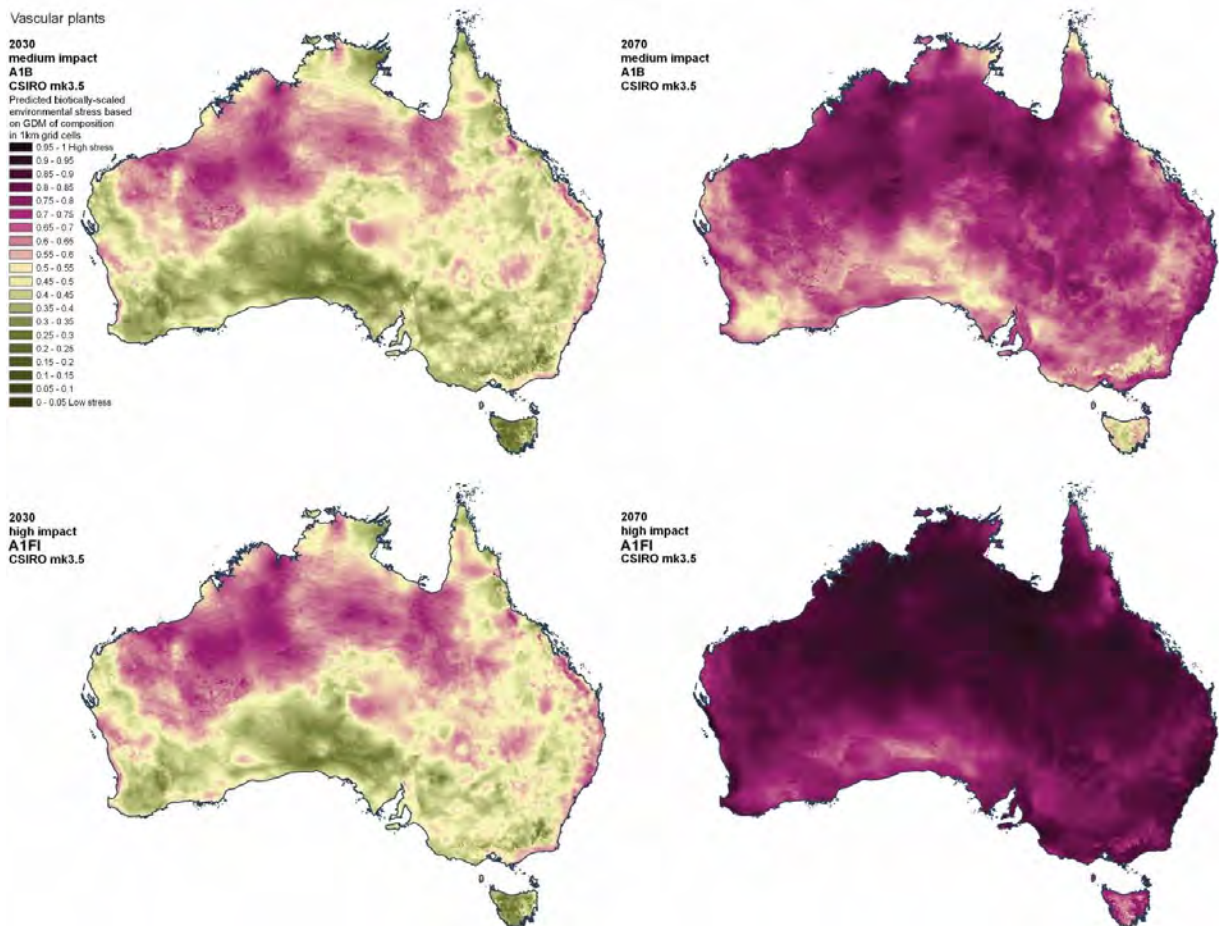 Vascular plants
2030
medium impact
A1B
CSIRO mk3.5
Predicted biotically-scaled
environmental stress based
on GDM of composition
in 1km grid cells
0.95 - 1 High stress
0.9 - 0.95
0.85 - 0.9
0.8 - 0.85
0.75 - 0.8
0.7 - 0.75
0.65 - 0.7
0.6 - 0.65
0.55 - 0.6
0.5 - 0.55
0.45 - 0.5
0.4 - 0.45
0.35 - 0.4
0.3 - 0.35
0.25 - 0.3
0.2 - 0.25
0.15 - 0.2
0.1 - 0.15
0.05 - 0.1
0 - 0.05 Low stress
2070
medium impact
A1B
CSIRO mk3.5
2030
high impact
A1FI
CSIRO mk3.5
2070
high impact
A1FI
CSIRO mk3.5